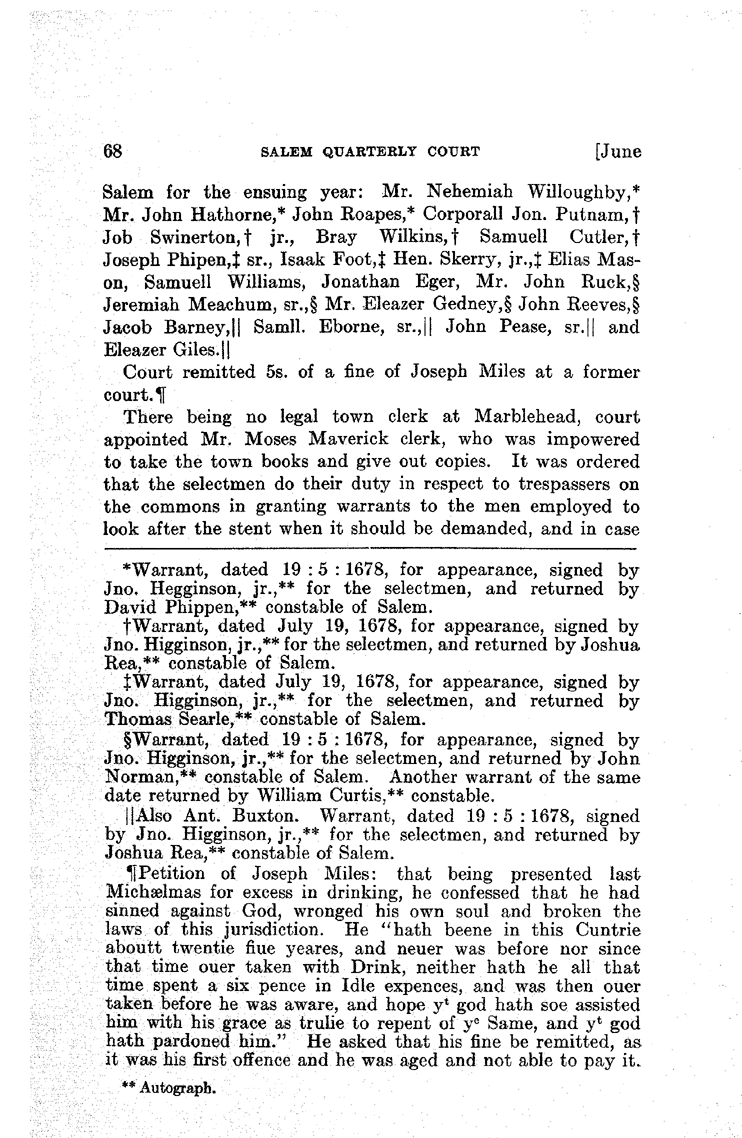 68 SALEM QUARTERLY COURT [June
Salem for the ensuing year: Mr. Nehemiah Willoughby,*
Mr. John Hathorne,* John Roapes,* Corporall Jon. Putnam,†
Job Swinerton,† jr., Bray Wilkins,† Samuell Cutler,†
Joseph Phipen,‡ sr., Isaak Foot,‡ Hen. Skerry, jr.,‡ Elias Mas-
on, Samuell Williams, Jonathan Eger, Mr. John Ruck,§
Jeremiah Meachum, sr.,§ Mr. Eleazer Gedney,§ John Reeves,§
Jacob Barney,|| Samll. Eborne, sr.,|| John Pease, sr.|| and
Eleazer Giles.||
Court remitted 5s. of a fine of Joseph Miles at a former
court.¶
There being no legal town clerk at Marblehead, court
appointed Mr. Moses Maverick clerk, who was impowered
to take the town books and give out copies. It was ordered
that the selectmen do their duty in respect to trespassers on
the commons in granting warrants to the men employed to
look after the stent when it should be demanded, and in case
*Warrant, dated 19 : 5 : 1678, for appearance, signed by
Jno. Hegginson, jr.,** for the selectmen, and returned by
David Phippen,** constable of Salem.
†Warrant, dated July 19, 1678, for appearance, signed by
Jno. Higginson, jr.,** for the selectmen, and returned by Joshua
Rea,** constable of Salem.
‡Warrant, dated July 19, 1678, for appearance, signed by
Jno. Higginson, jr.,** for the selectmen, and returned by
Thomas Searle,** constable of Salem.
§Warrant, dated 19 : 5 : 1678, for appearance, signed by
Jno. Higginson, jr.,** for the selectmen, and returned by John
Norman,** constable of Salem. Another warrant of the same
date returned by William Curtis,** constable.
||Also Ant. Buxton. Warrant, dated 19 : 5 : 1678, signed
by Jno. Higginson, jr.,** for the selectmen, and returned by
Joshua Rea,** constable of Salem.
¶Petition of Joseph Miles: that being presented last
Michælmas for excess in drinking, he confessed that he had
sinned against God, wronged his own soul and broken the
laws of this jurisdiction. He "hath beene in this Cuntrie
aboutt twentie fiue yeares, and neuer was before nor since
that time ouer taken with Drink, neither hath he all that
time spent a six pence in Idle expences, and was then ouer
taken before he was aware, and hope yᵗ god hath soe assisted
him with his grace as trulie to repent of yᵉ Same, and yᵗ god
hath pardoned him." He asked that his fine be remitted, as
it was his first offence and he was aged and not able to pay it.
** Autograph.